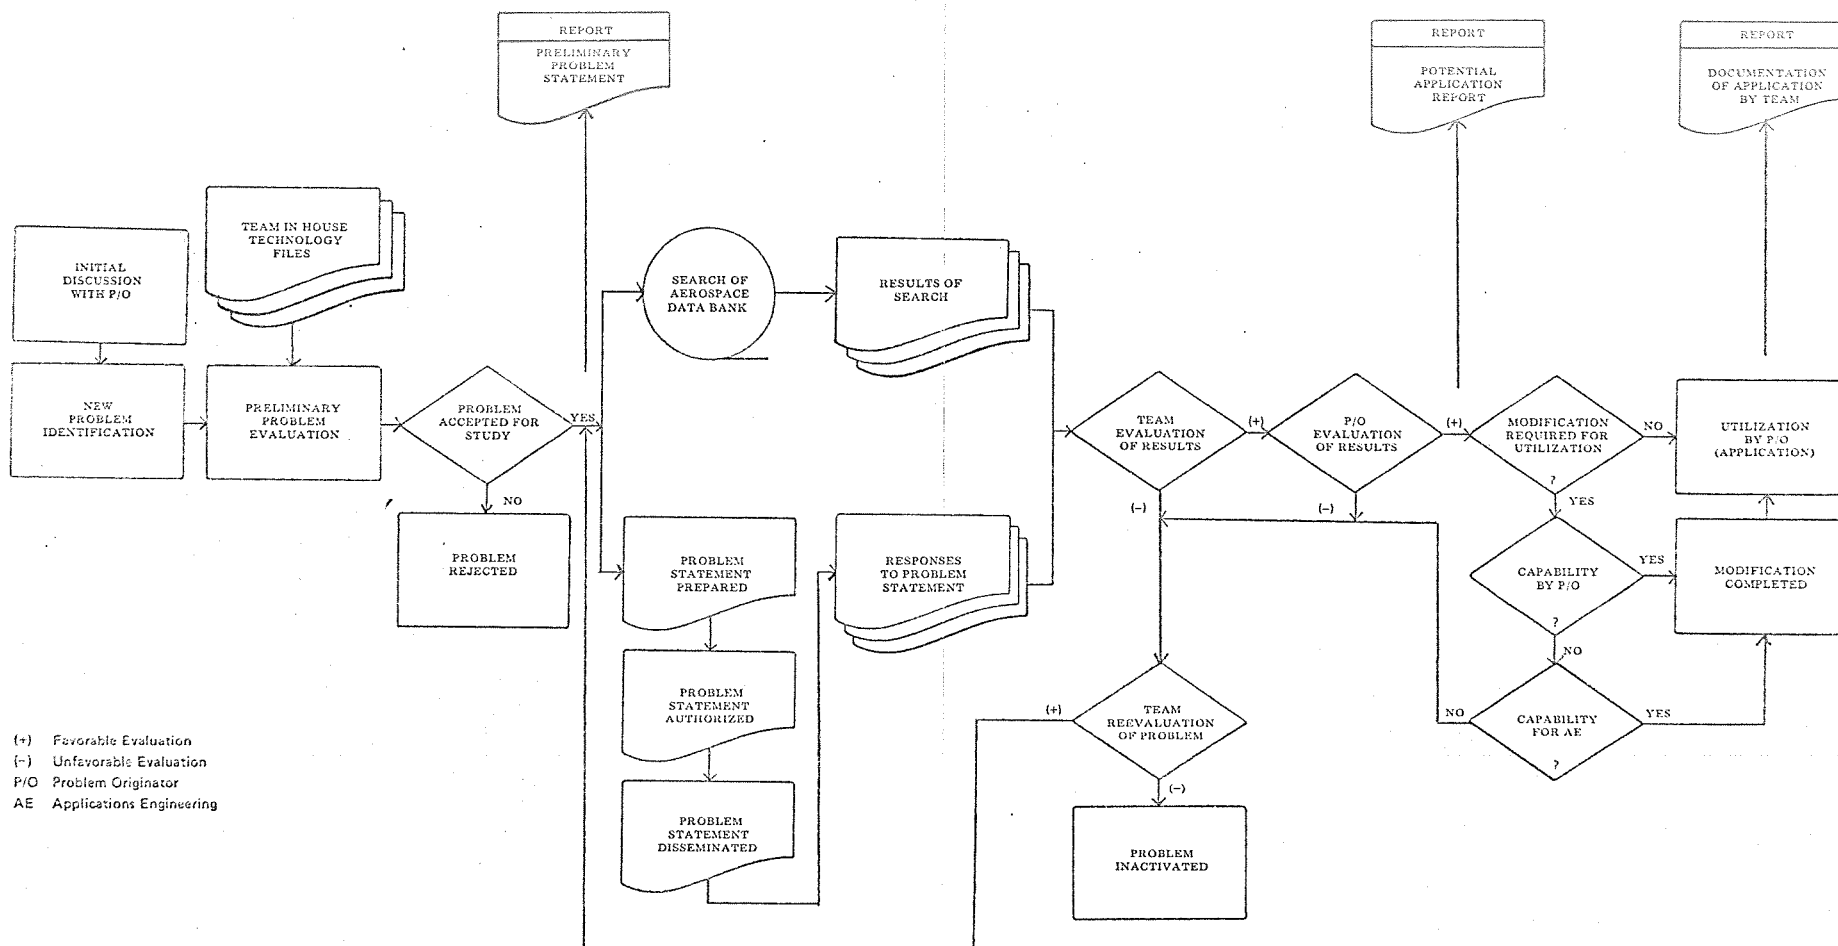 REPORT
PRELIMINARY
PROBLEM
STATEMENT
REPORT
POTENTIAL
APPLICATION
REPORT
REPORT
DOCUMENTATION
OF APPLICATION
BY TEAM
TEAM IN HOUSE
TECHNOLOGY
FILES
INITIAL
DISCUSSION
WITH P/O
SEARCH OF
AEROSPACE
DATA BANK
RESULTS OF
SEARCH
NEW
PROBLEM
IDENTIFICATION
PRELIMINARY
PROBLEM
EVALUATION
PROBLEM
ACCEPTED FOR
STUDY
YES
NO
PROBLEM
REJECTED
PROBLEM
STATEMENT
PREPARED
PROBLEM
STATEMENT
AUTHORIZED
PROBLEM
STATEMENT
DISSEMINATED
RESPONSES
TO PROBLEM
STATEMENT
TEAM
EVALUATION
OF RESULTS
(+)
(-)
P/O
EVALUATION
OF RESULTS
(+)
(-)
MODIFICATION
REQUIRED FOR
UTILIZATION
?
NO
YES
UTILIZATION
BY P/O
(APPLICATION)
CAPABILITY
BY P/O
?
YES
NO
MODIFICATION
COMPLETED
CAPABILITY
FOR AE
?
NO
YES
(+)
TEAM
REEVALUATION
OF PROBLEM
(-)
PROBLEM
INACTIVATED
(+) Favorable Evaluation
(-) Unfavorable Evaluation
P/O Problem Originator
AE Applications Engineering